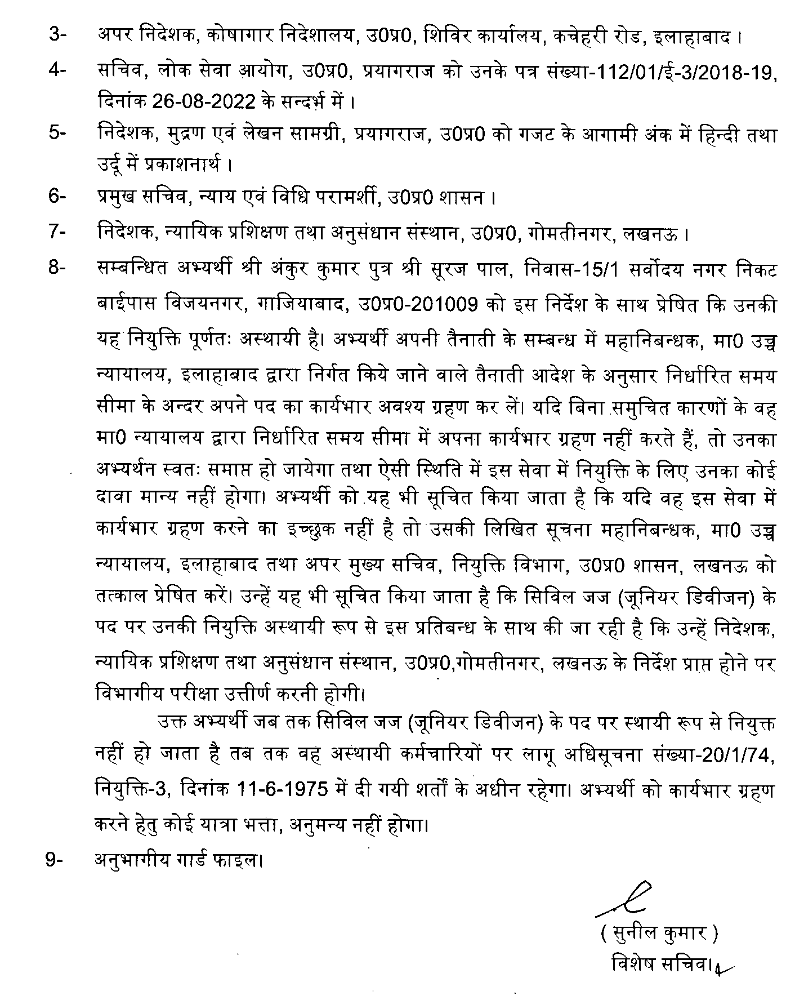 3- अपर निदेशक, कोषागार निदेशालय, उ0प्र0, शिविर कार्यालय, कचेहरी रोड, इलाहाबाद ।
4- सचिव, लोक सेवा आयोग, उ0प्र0, प्रयागराज को उनके पत्र संख्या-112/01/ई-3/2018-19,
दिनांक 26-08-2022 के सन्दर्भ में ।
5- निदेशक, मुद्रण एवं लेखन सामग्री, प्रयागराज, उ0प्र0 को गजट के आगामी अंक में हिन्दी तथा
उर्दू में प्रकाशनार्थ ।
6- प्रमुख सचिव, न्याय एवं विधि परामर्शी, उ0प्र0 शासन ।
7- निदेशक, न्यायिक प्रशिक्षण तथा अनुसंधान संस्थान, उ0प्र0, गोमतीनगर, लखनऊ ।
8- सम्बन्धित अभ्यर्थी श्री अंकुर कुमार पुत्र श्री सूरज पाल, निवास-15/1 सर्वोदय नगर निकट
बाईपास विजयनगर, गाजियाबाद, उ0प्र0-201009 को इस निर्देश के साथ प्रेषित कि उनकी
यह नियुक्ति पूर्णतः अस्थायी है। अभ्यर्थी अपनी तैनाती के सम्बन्ध में महानिबन्धक, मा0 उच्च
न्यायालय, इलाहाबाद द्वारा निर्गत किये जाने वाले तैनाती आदेश के अनुसार निर्धारित समय
सीमा के अन्दर अपने पद का कार्यभार अवश्य ग्रहण कर लें। यदि बिना समुचित कारणों के वह
मा0 न्यायालय द्वारा निर्धारित समय सीमा में अपना कार्यभार ग्रहण नहीं करते हैं, तो उनका
अभ्यर्थन स्वतः समाप्त हो जायेगा तथा ऐसी स्थिति में इस सेवा में नियुक्ति के लिए उनका कोई
दावा मान्य नहीं होगा। अभ्यर्थी को यह भी सूचित किया जाता है कि यदि वह इस सेवा में
कार्यभार ग्रहण करने का इच्छुक नहीं है तो उसकी लिखित सूचना महानिबन्धक, मा0 उच्च
न्यायालय, इलाहाबाद तथा अपर मुख्य सचिव, नियुक्ति विभाग, उ0प्र0 शासन, लखनऊ को
तत्काल प्रेषित करें। उन्हें यह भी सूचित किया जाता है कि सिविल जज (जूनियर डिवीजन) के
पद पर उनकी नियुक्ति अस्थायी रूप से इस प्रतिबन्ध के साथ की जा रही है कि उन्हें निदेशक,
न्यायिक प्रशिक्षण तथा अनुसंधान संस्थान, उ0प्र0,गोमतीनगर, लखनऊ के निर्देश प्राप्त होने पर
विभागीय परीक्षा उत्तीर्ण करनी होगी।
उक्त अभ्यर्थी जब तक सिविल जज (जूनियर डिवीजन) के पद पर स्थायी रूप से नियुक्त
नहीं हो जाता है तब तक वह अस्थायी कर्मचारियों पर लागू अधिसूचना संख्या-20/1/74,
नियुक्ति-3, दिनांक 11-6-1975 में दी गयी शर्तों के अधीन रहेगा। अभ्यर्थी को कार्यभार ग्रहण
करने हेतु कोई यात्रा भत्ता, अनुमन्य नहीं होगा।
9- अनुभागीय गार्ड फाइल।
( सुनील कुमार )
विशेष सचिव।